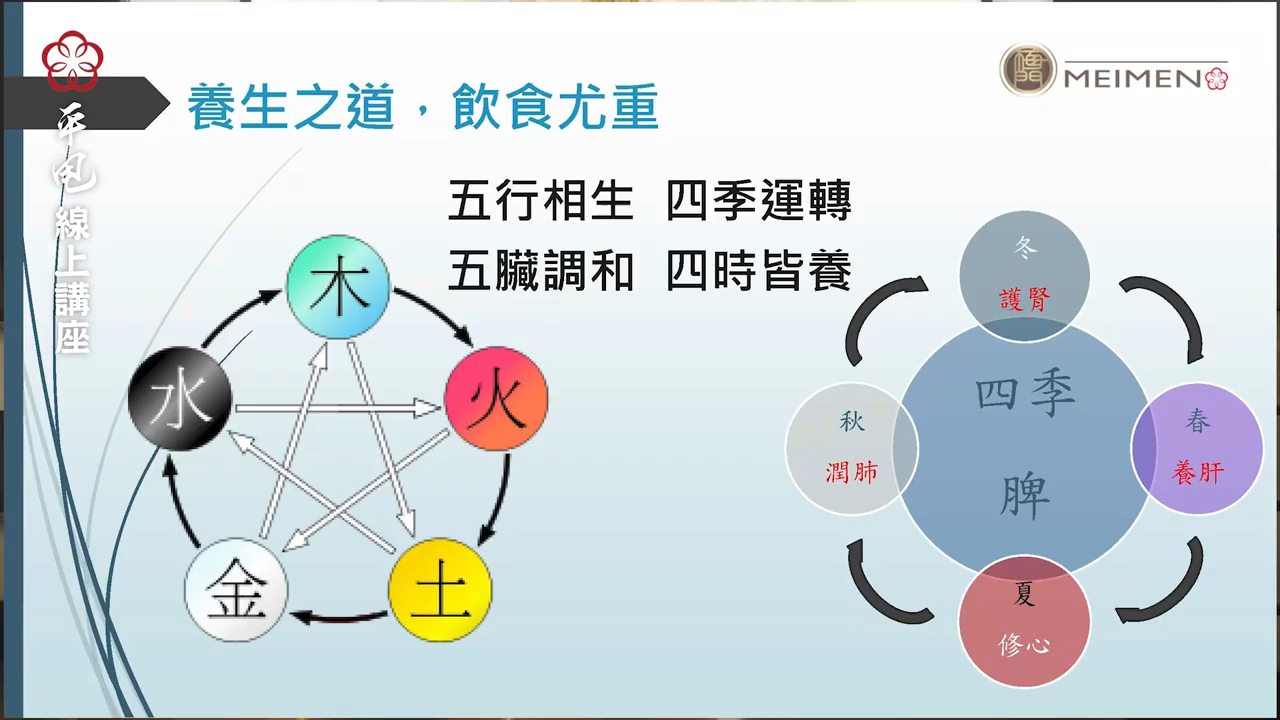 養生之道，飲食尤重
MEIMEN
平甩
線上講座
五行相生 四季運轉
五臟調和 四時皆養
木
火
土
金
水
冬
護腎
春
養肝
夏
修心
秋
潤肺
四季
脾